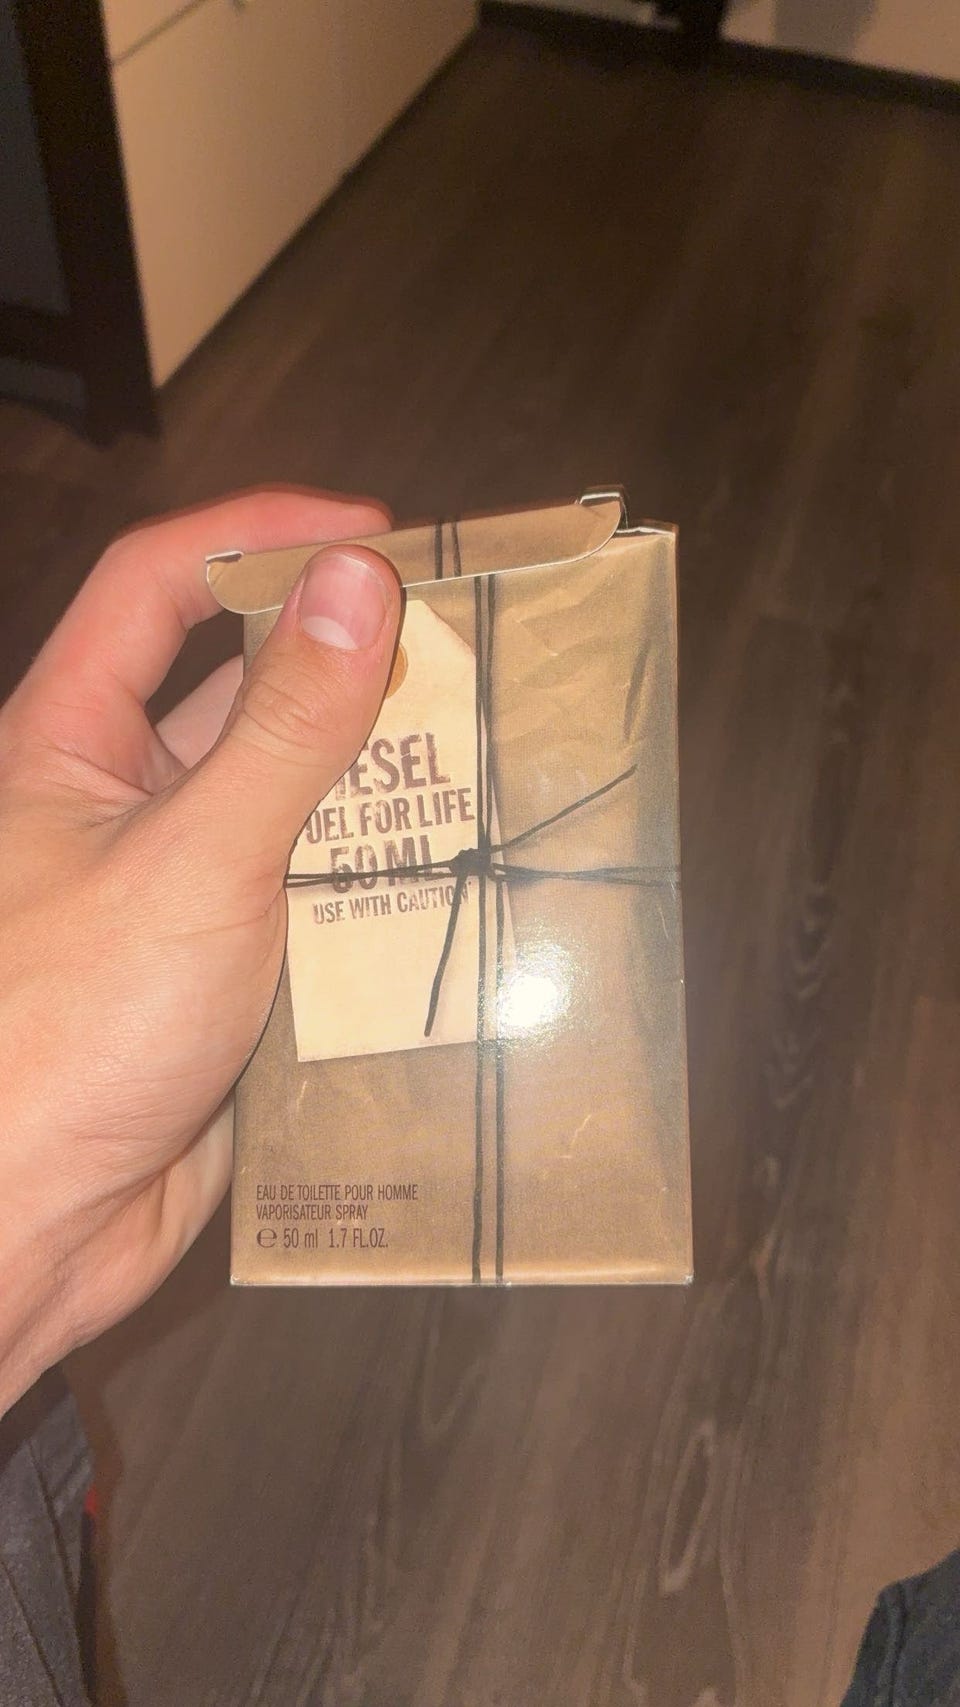 IESEL
UEL FOR LIFE
50 ML
USE WITH CAUTION
EAU DE TOILETTE POUR HOMME
VAPORISATEUR SPRAY
℮ 50 ml 1.7 FL.OZ.